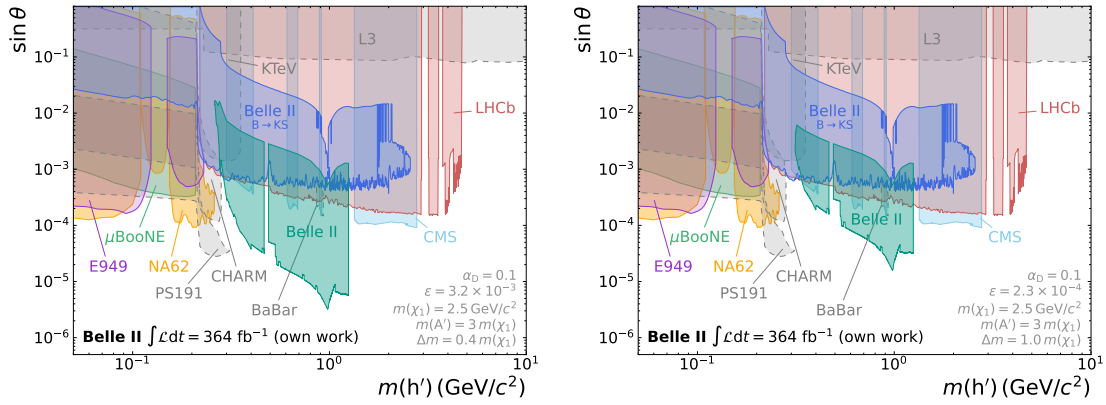 sin θ
10⁻¹
10⁻²
10⁻³
10⁻⁴
10⁻⁵
10⁻⁶
L3
KTeV
LHCb
Belle II
B→KS
μBooNE
Belle II
CMS
E949
NA62
CHARM
PS191
BaBar
α_D = 0.1
ε = 3.2 × 10⁻³
m(χ₁) = 2.5 GeV/c²
m(A′) = 3 m(χ₁)
Δm = 0.4 m(χ₁)
Belle II ∫ℒdt = 364 fb⁻¹ (own work)
10⁻¹ 10⁰ 10¹
m(h′) (GeV/c²)
sin θ
10⁻¹
10⁻²
10⁻³
10⁻⁴
10⁻⁵
10⁻⁶
L3
KTeV
LHCb
Belle II
B→KS
μBooNE
Belle II
CMS
E949
NA62
CHARM
PS191
BaBar
α_D = 0.1
ε = 2.3 × 10⁻⁴
m(χ₁) = 2.5 GeV/c²
m(A′) = 3 m(χ₁)
Δm = 1.0 m(χ₁)
Belle II ∫ℒdt = 364 fb⁻¹ (own work)
10⁻¹ 10⁰ 10¹
m(h′) (GeV/c²)